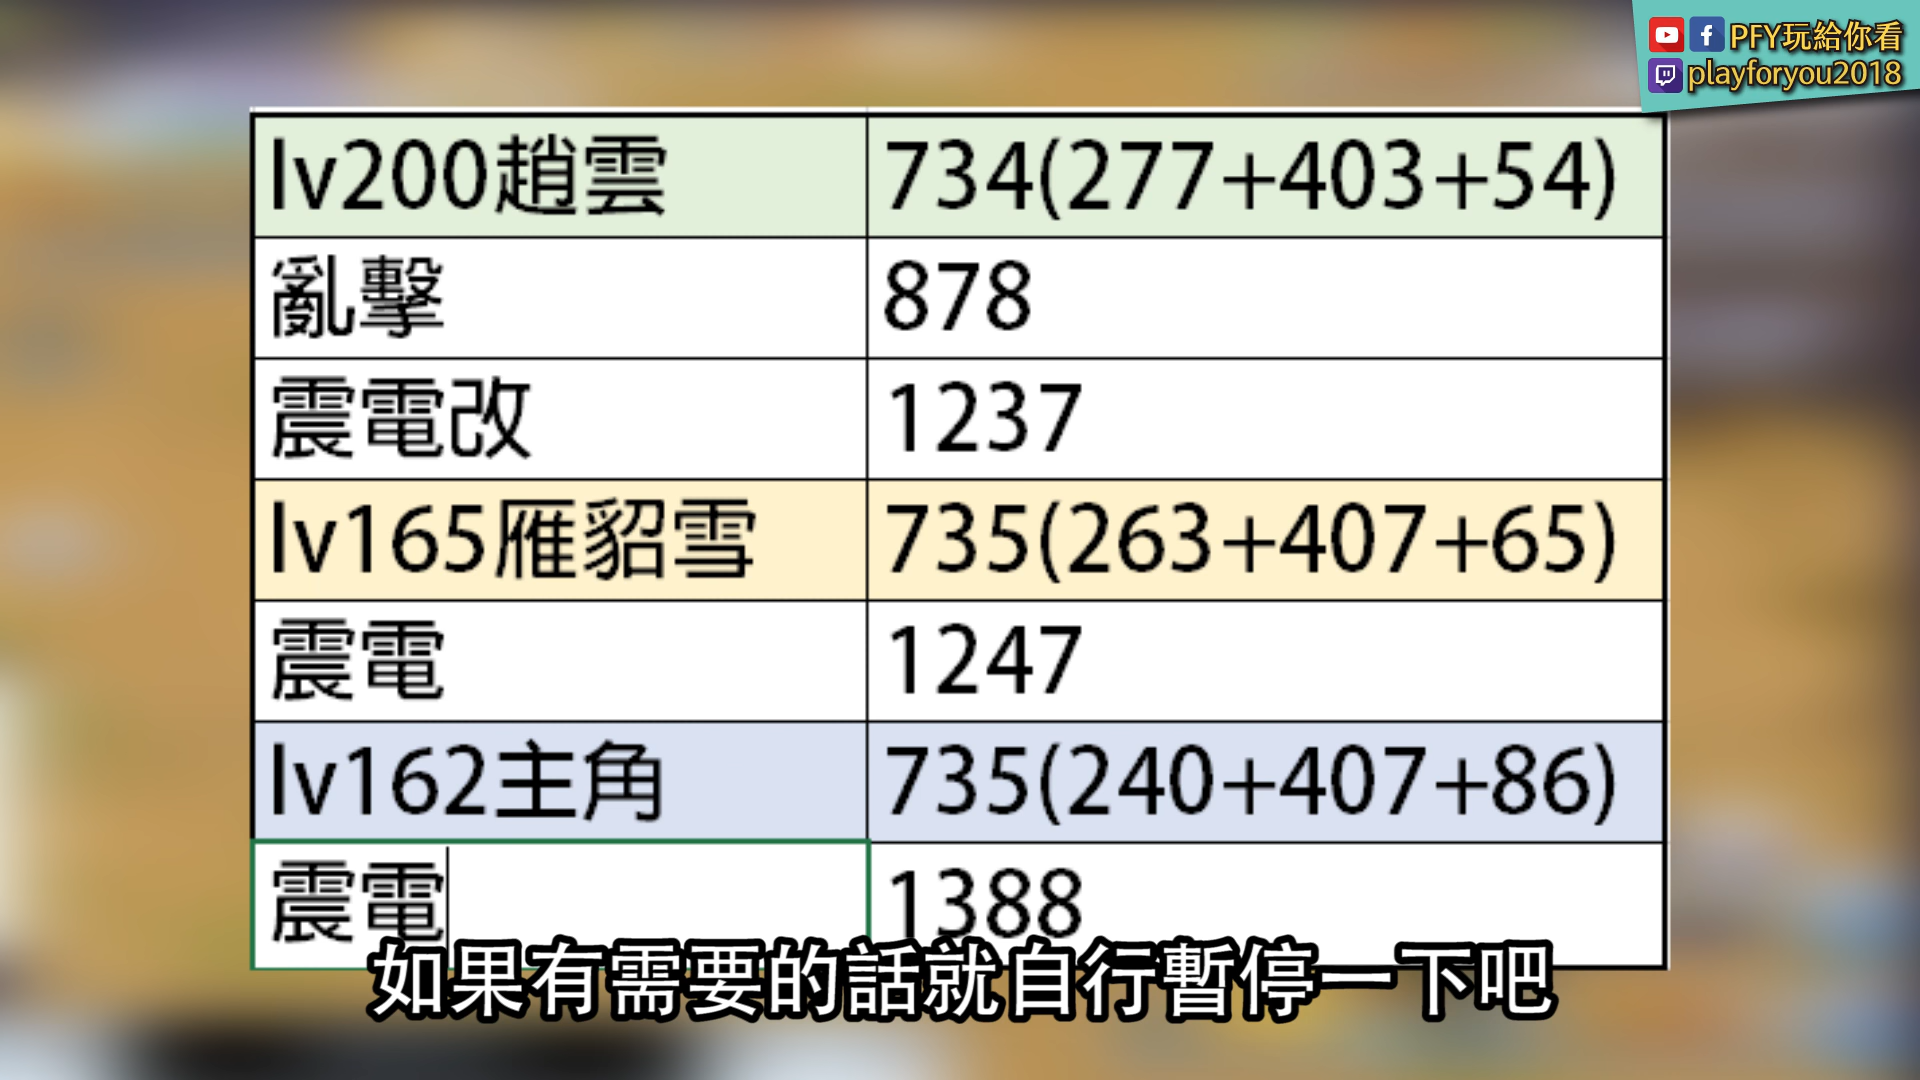 PFY玩給你看
playforyou2018
lv200趙雲 734(277+403+54)
亂擊 878
震電改 1237
lv165雁貂雪 735(263+407+65)
震電 1247
lv162主角 735(240+407+86)
震電 1388
如果有需要的話就自行暫停一下吧